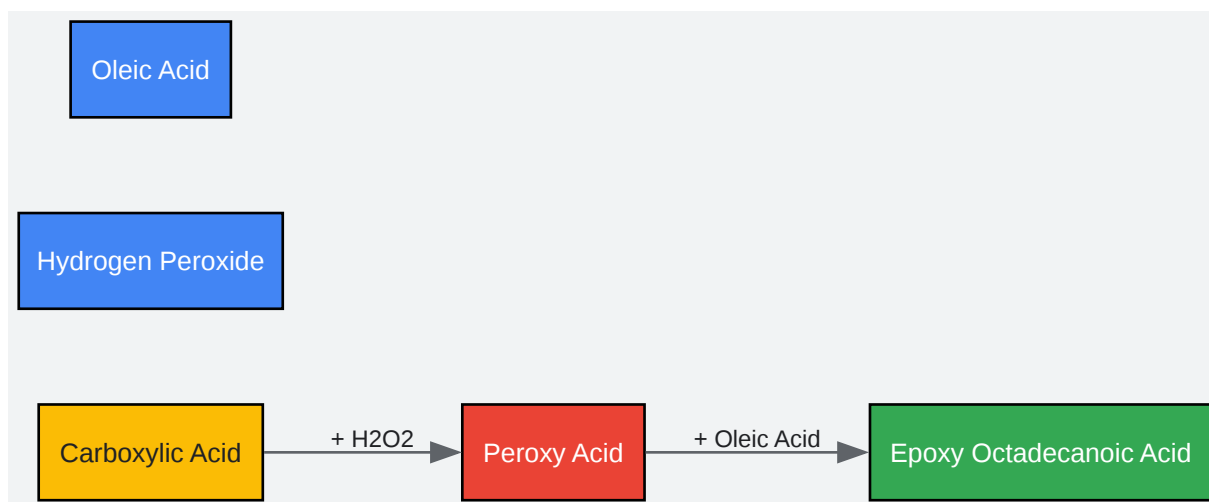 Oleic Acid
Hydrogen Peroxide
Carboxylic Acid
+ H2O2
Peroxy Acid
+ Oleic Acid
Epoxy Octadecanoic Acid